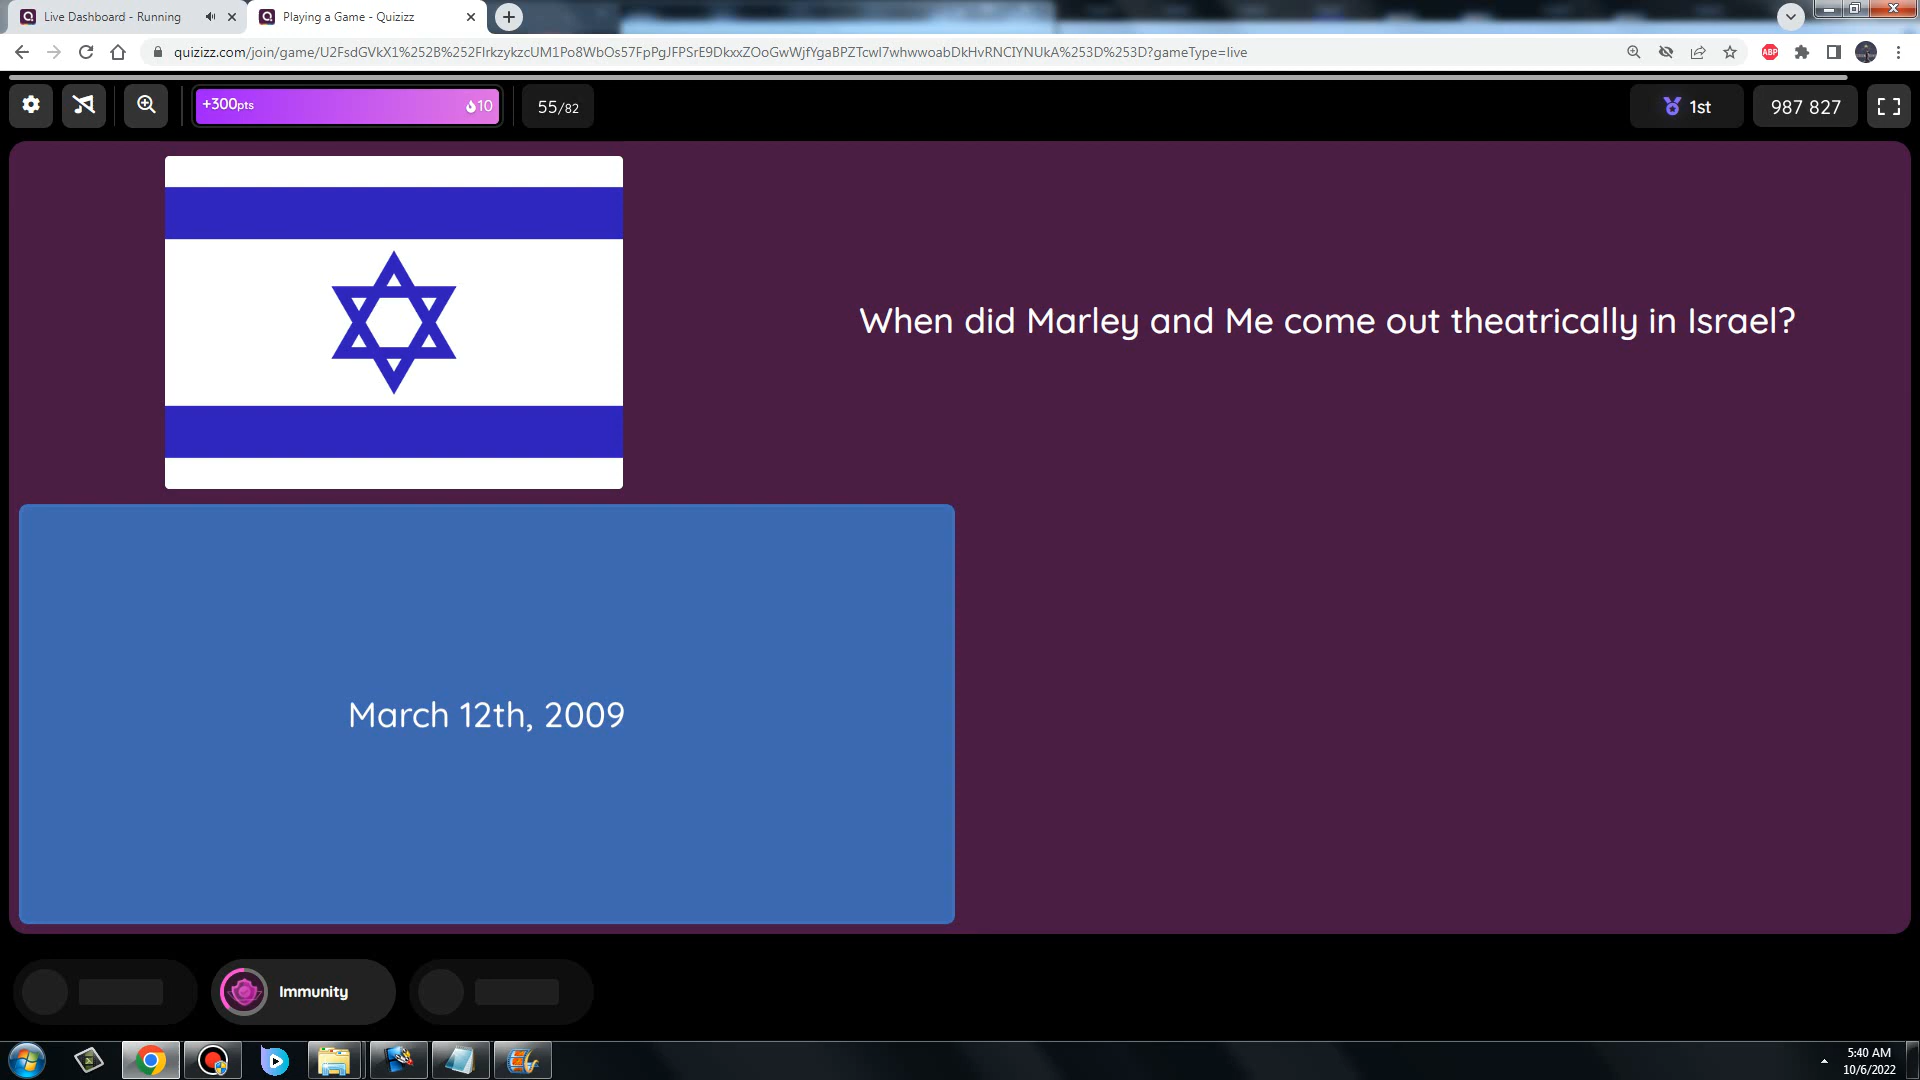 Live Dashboard - Running
Playing a Game - Quizizz
quizizz.com/join/game/U2FsdGVkX1%252B%252FIrkzykzcUM1Po8WbOs57FpPgJFPSrE9DkxxZOoGwWjfYgaBPZTcwI7whwwoabDkHvRNCIYNUkA%253D%253D?gameType=live
ABP
+300pts
10
55/82
1st
987 827
When did Marley and Me come out theatrically in Israel?
March 12th, 2009
Immunity
5:40 AM
10/6/2022